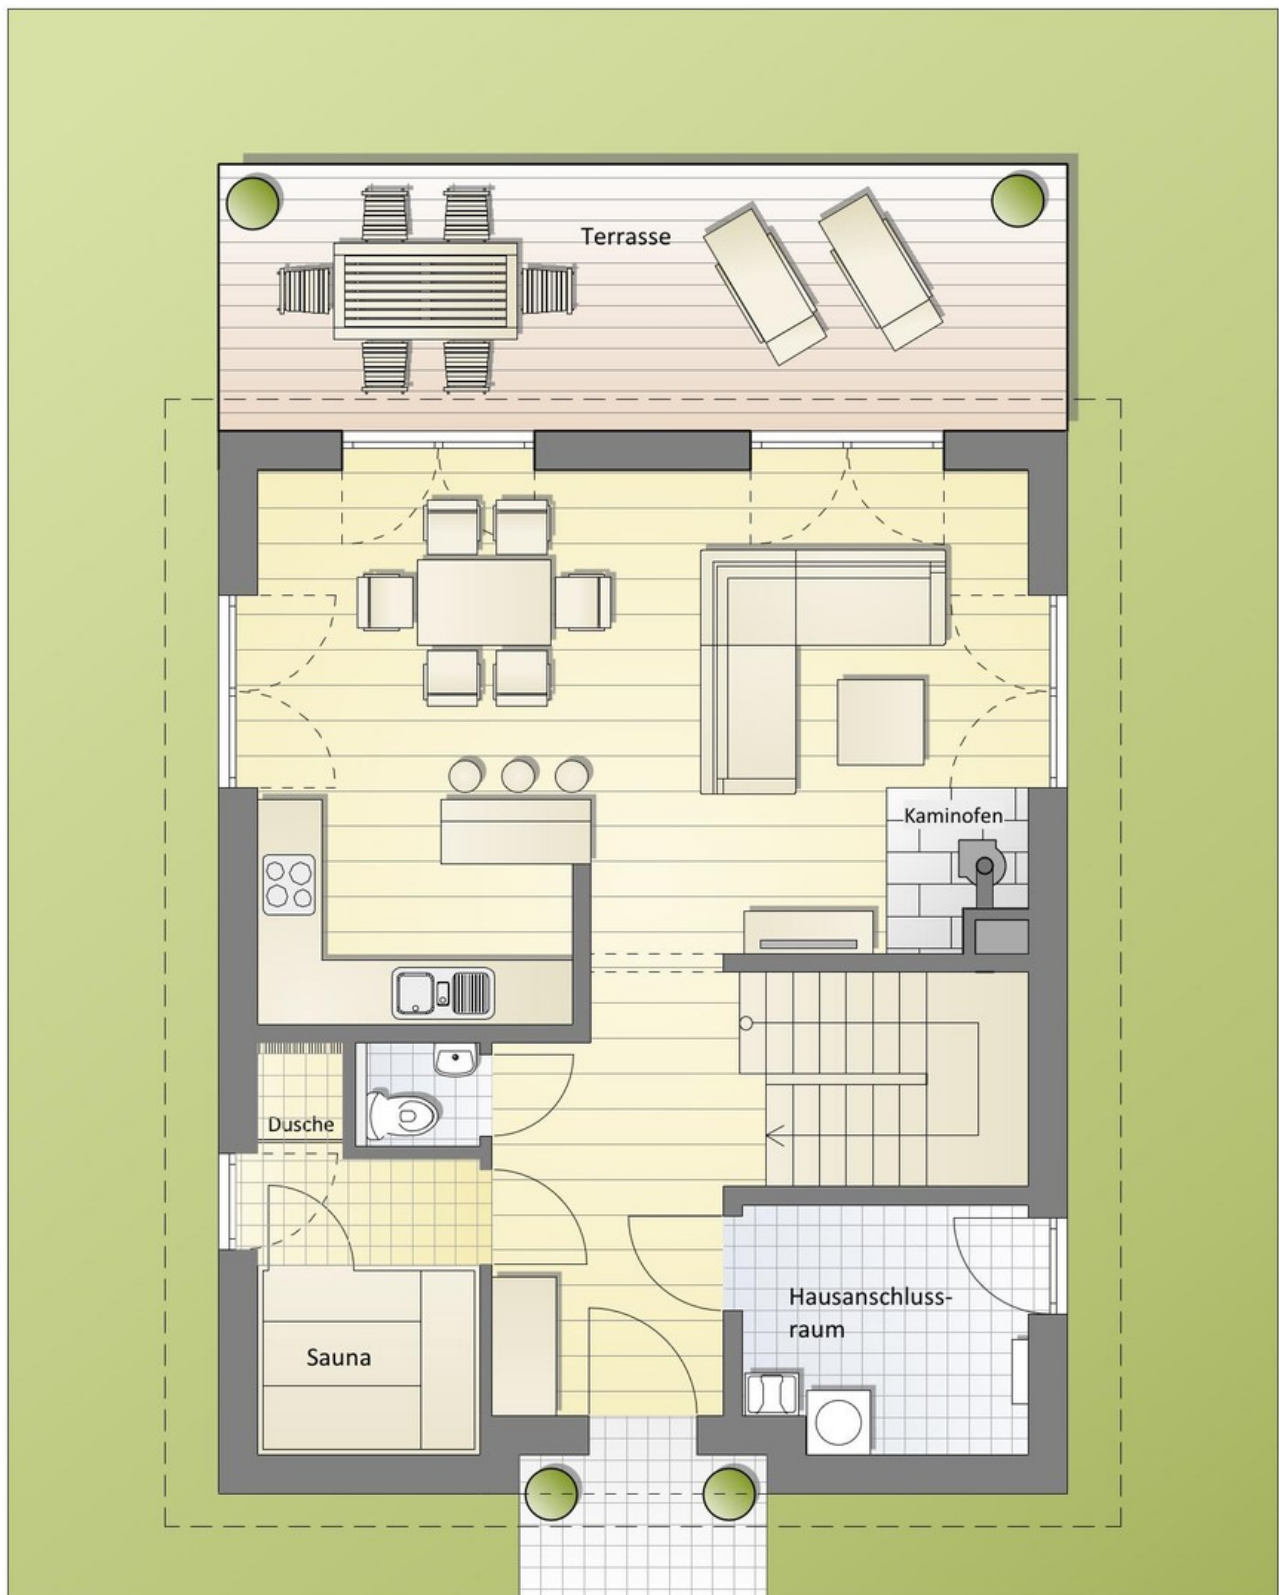 Terrasse
Kaminofen
Dusche
Hausanschluss-
raum
Sauna